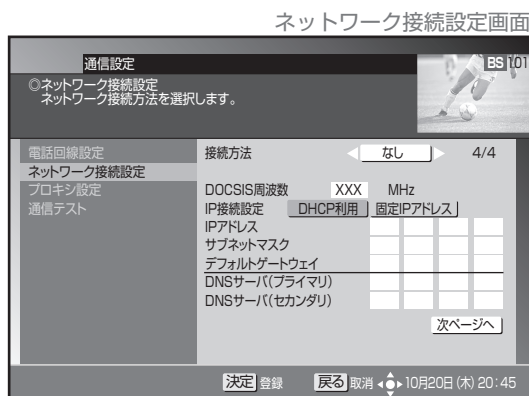 ネットワーク接続設定画面
通信設定
BS 101
◎ネットワーク接続設定
ネットワーク接続方法を選択します。
電話回線設定
ネットワーク接続設定
プロキシ設定
通信テスト
接続方法 なし 4/4
DOCSIS周波数 XXX MHz
IP接続設定 DHCP利用 固定IPアドレス
IPアドレス
サブネットマスク
デフォルトゲートウェイ
DNSサーバ(プライマリ)
DNSサーバ(セカンダリ)
次ページへ
決定 登録 戻る 取消 10月20日(木) 20:45